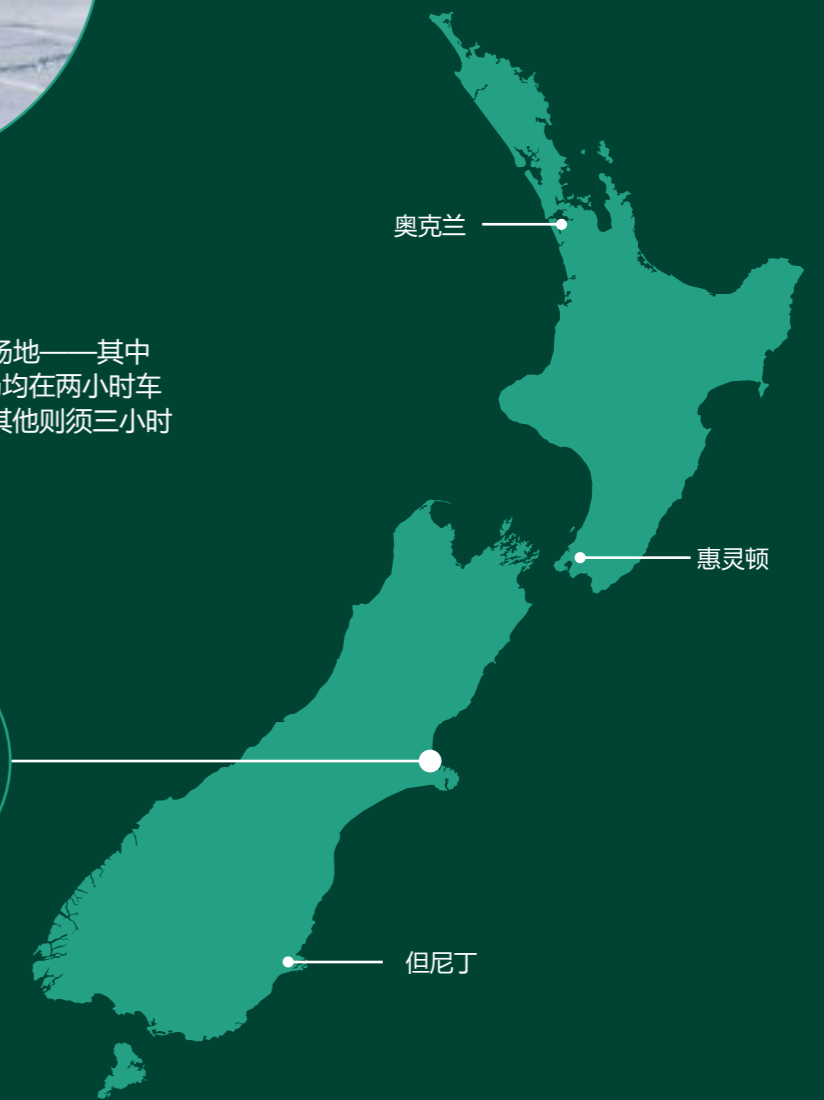 奥克兰
场地——其中
均在两小时车
其他则须三小时
惠灵顿
但尼丁